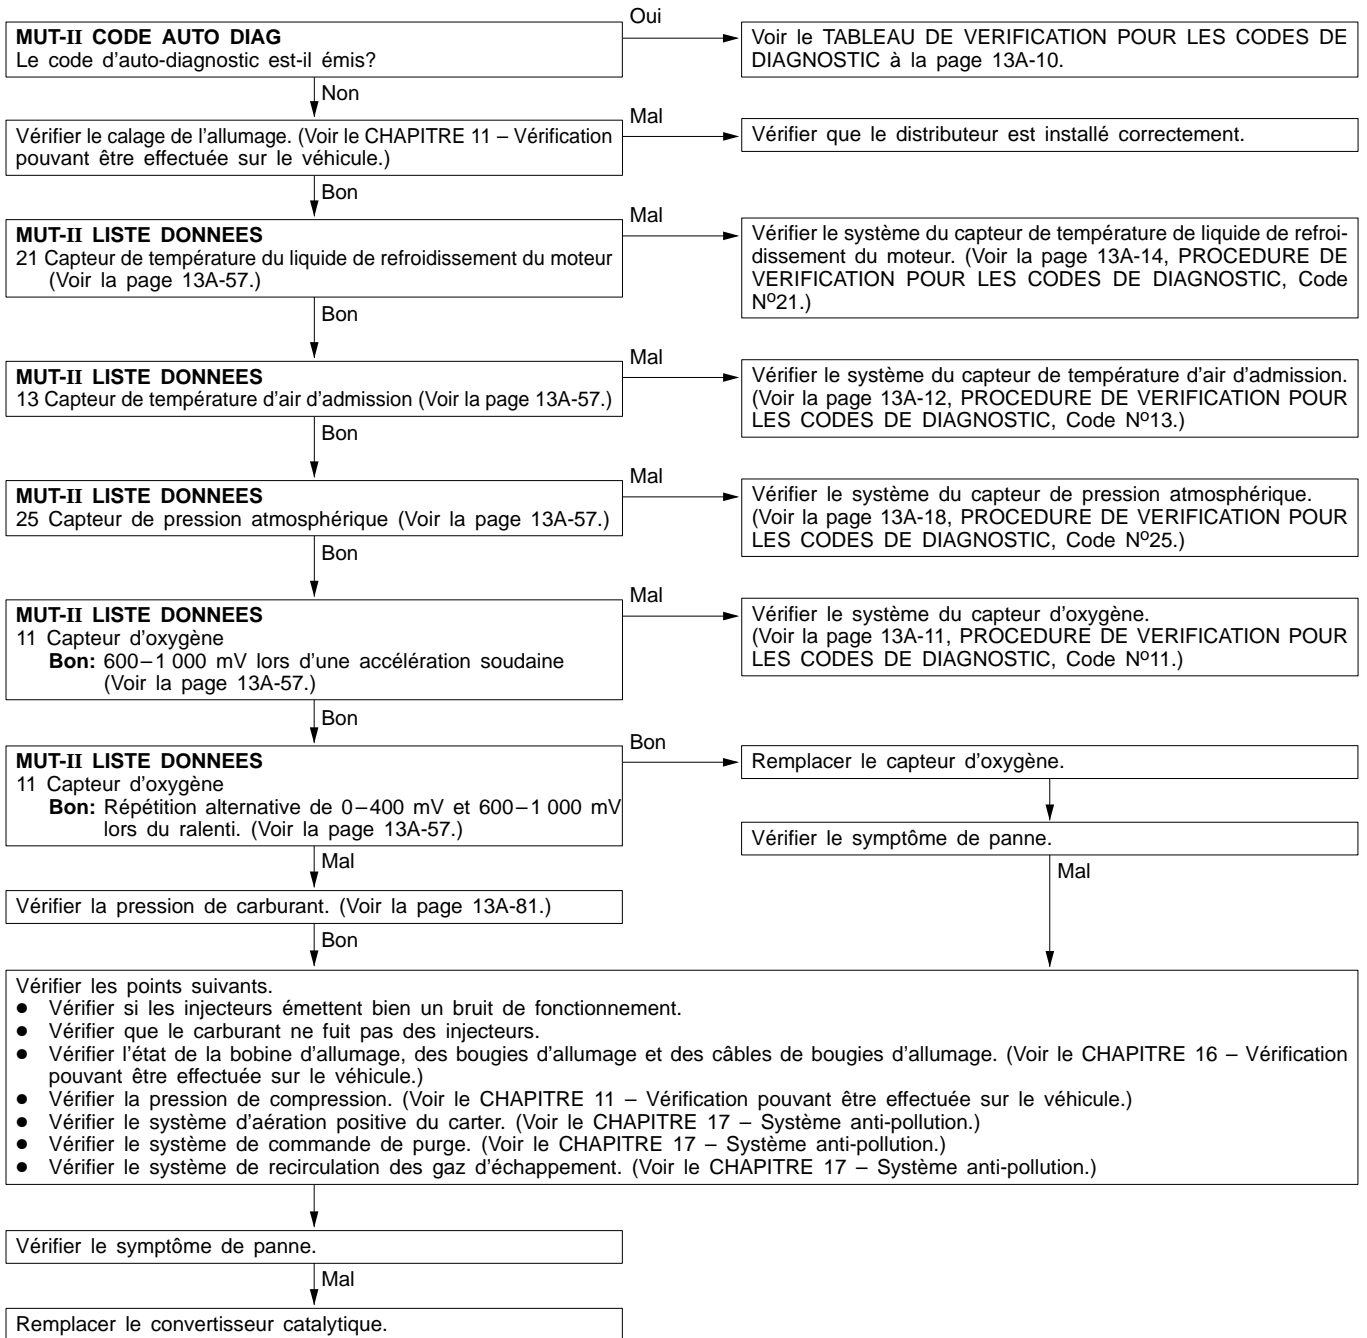 Oui
MUT-II CODE AUTO DIAG
Le code d'auto-diagnostic est-il émis?
Voir le TABLEAU DE VERIFICATION POUR LES CODES DE
DIAGNOSTIC à la page 13A-10.
Non
Mal
Vérifier le calage de l'allumage. (Voir le CHAPITRE 11 – Vérification
pouvant être effectuée sur le véhicule.)
Vérifier que le distributeur est installé correctement.
Bon
Mal
MUT-II LISTE DONNEES
21 Capteur de température du liquide de refroidissement du moteur
(Voir la page 13A-57.)
Vérifier le système du capteur de température de liquide de refroi-
dissement du moteur. (Voir la page 13A-14, PROCEDURE DE
VERIFICATION POUR LES CODES DE DIAGNOSTIC, Code
Nº21.)
Bon
Mal
MUT-II LISTE DONNEES
13 Capteur de température d'air d'admission (Voir la page 13A-57.)
Vérifier le système du capteur de température d'air d'admission.
(Voir la page 13A-12, PROCEDURE DE VERIFICATION POUR
LES CODES DE DIAGNOSTIC, Code Nº13.)
Bon
Mal
MUT-II LISTE DONNEES
25 Capteur de pression atmosphérique (Voir la page 13A-57.)
Vérifier le système du capteur de pression atmosphérique.
(Voir la page 13A-18, PROCEDURE DE VERIFICATION POUR
LES CODES DE DIAGNOSTIC, Code Nº25.)
Bon
Mal
MUT-II LISTE DONNEES
11 Capteur d'oxygène
Bon: 600–1 000 mV lors d'une accélération soudaine
(Voir la page 13A-57.)
Vérifier le système du capteur d'oxygène.
(Voir la page 13A-11, PROCEDURE DE VERIFICATION POUR
LES CODES DE DIAGNOSTIC, Code Nº11.)
Bon
Bon
MUT-II LISTE DONNEES
11 Capteur d'oxygène
Bon: Répétition alternative de 0–400 mV et 600–1 000 mV
lors du ralenti. (Voir la page 13A-57.)
Remplacer le capteur d'oxygène.
Vérifier le symptôme de panne.
Mal
Mal
Vérifier la pression de carburant. (Voir la page 13A-81.)
Bon
Vérifier les points suivants.
● Vérifier si les injecteurs émettent bien un bruit de fonctionnement.
● Vérifier que le carburant ne fuit pas des injecteurs.
● Vérifier l'état de la bobine d'allumage, des bougies d'allumage et des câbles de bougies d'allumage. (Voir le CHAPITRE 16 – Vérification
pouvant être effectuée sur le véhicule.)
● Vérifier la pression de compression. (Voir le CHAPITRE 11 – Vérification pouvant être effectuée sur le véhicule.)
● Vérifier le système d'aération positive du carter. (Voir le CHAPITRE 17 – Système anti-pollution.)
● Vérifier le système de commande de purge. (Voir le CHAPITRE 17 – Système anti-pollution.)
● Vérifier le système de recirculation des gaz d'échappement. (Voir le CHAPITRE 17 – Système anti-pollution.)
Vérifier le symptôme de panne.
Mal
Remplacer le convertisseur catalytique.